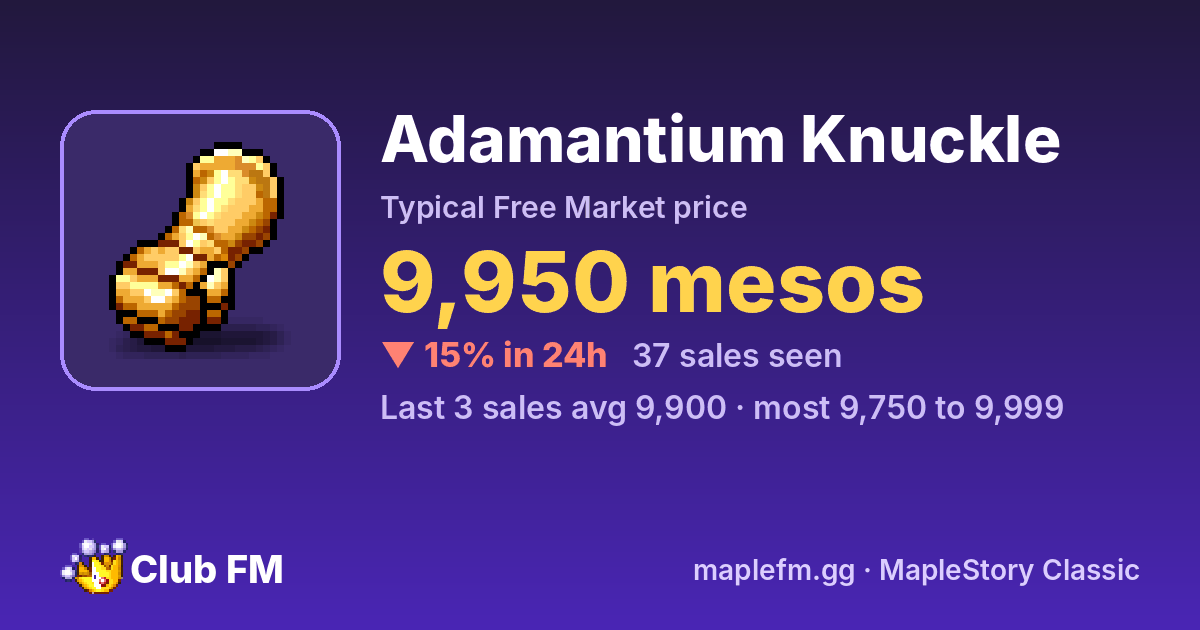 Adamantium Knuckle
Typical Free Market price
9,950 mesos
▼ 15% in 24h 37 sales seen
Last 3 sales avg 9,900 · most 9,750 to 9,999
Club FM
maplefm.gg · MapleStory Classic